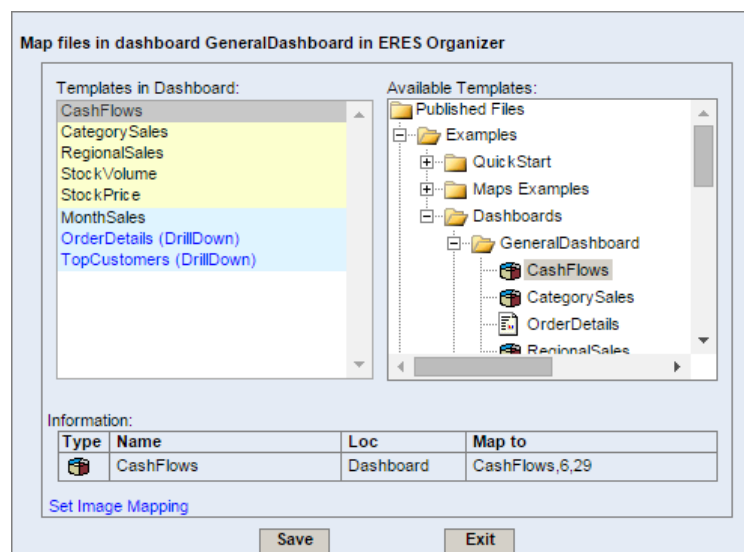 Map files in dashboard GeneralDashboard in ERES Organizer
Templates in Dashboard:
CashFlows
CategorySales
RegionalSales
StockVolume
StockPrice
MonthSales
OrderDetails (DrillDown)
TopCustomers (DrillDown)
Available Templates:
Published Files
Examples
QuickStart
Maps Examples
Dashboards
GeneralDashboard
CashFlows
CategorySales
OrderDetails
RegionalSales
Information:
Type Name Loc Map to
CashFlows Dashboard CashFlows,6,29
Set Image Mapping
Save Exit